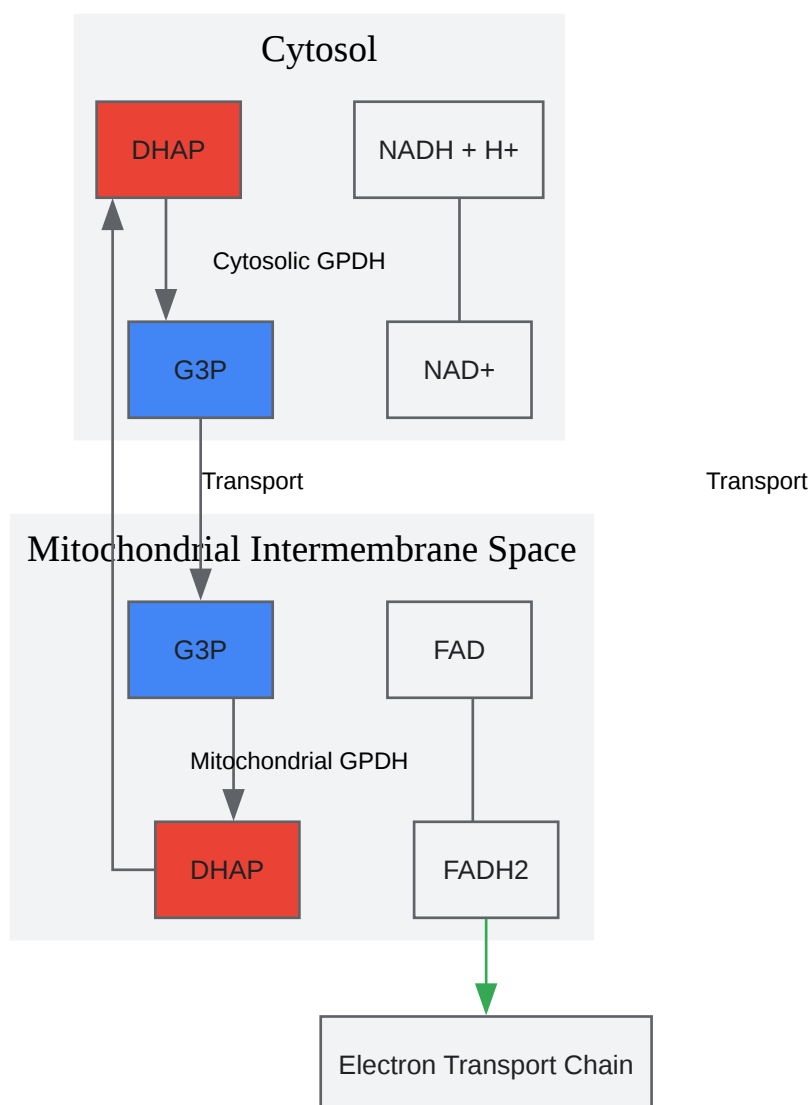 Cytosol
DHAP
NADH + H+
Cytosolic GPDH
G3P
NAD+
Transport
Transport
Mitochondrial Intermembrane Space
G3P
FAD
Mitochondrial GPDH
DHAP
FADH2
Electron Transport Chain